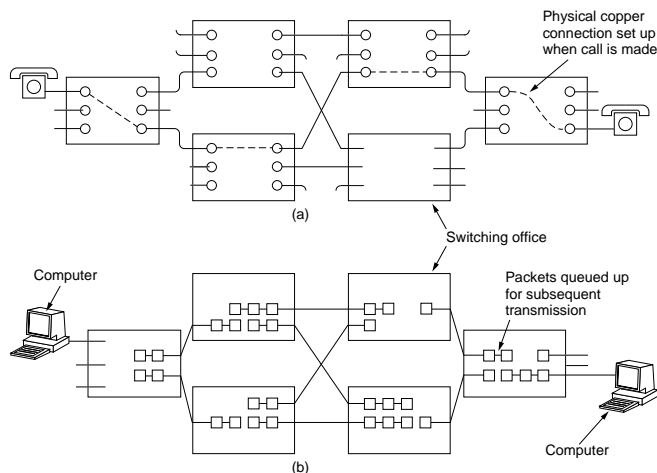 Physical copper
connection set up
when call is made
(a)
Switching office
Computer
Packets queued up
for subsequent
transmission
Computer
(b)